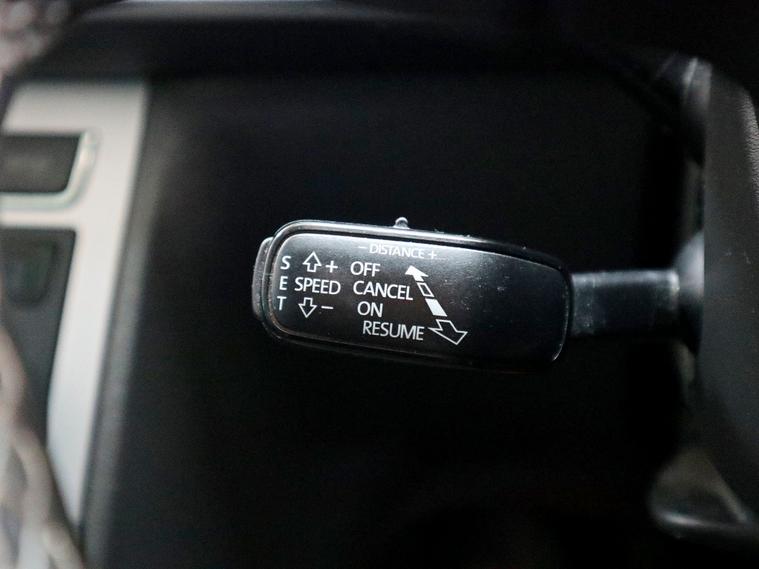 - DISTANCE +
S + OFF
E SPEED CANCEL
T - ON
RESUME